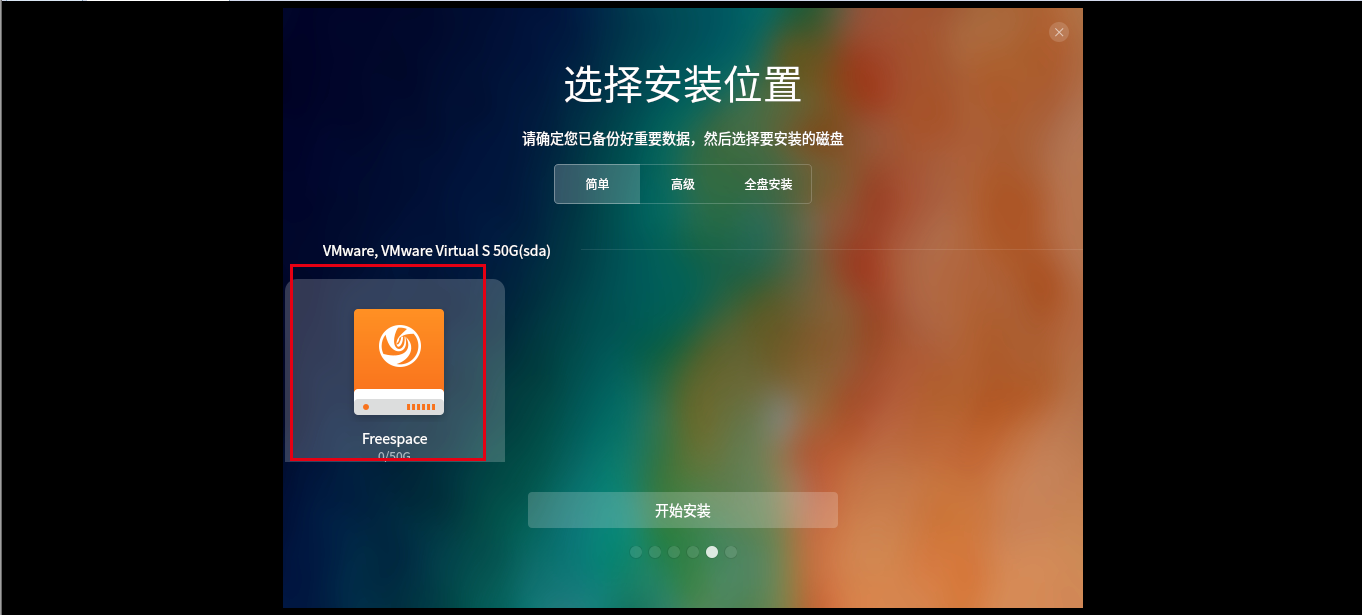 选择安装位置
请确定您已备份好重要数据，然后选择要安装的磁盘
简单 高级 全盘安装
VMware, VMware Virtual S 50G(sda)
Freespace
0/50G
开始安装